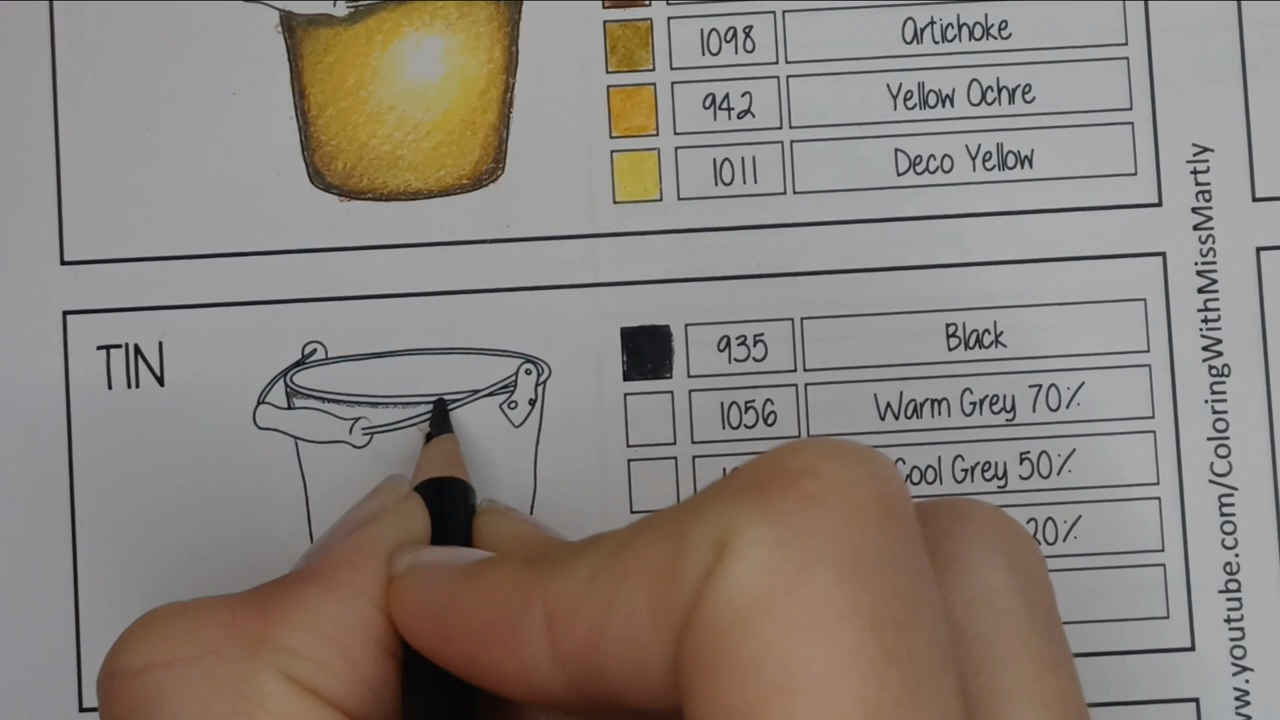 1098 Artichoke
942 Yellow Ochre
1011 Deco Yellow
TIN
935 Black
1056 Warm Grey 70%
Cool Grey 50%
20%
www.youtube.com/ColoringWithMissMartly